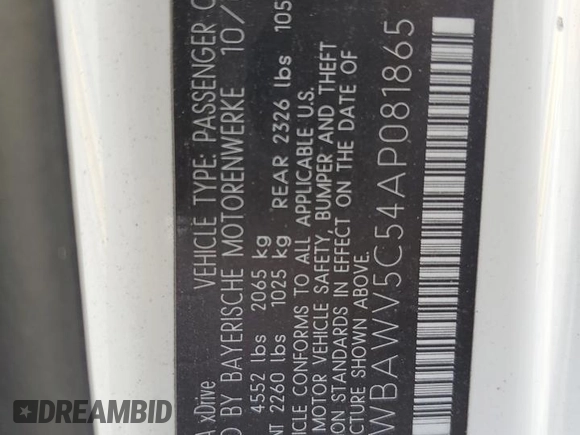 A xDrive VEHICLE TYPE: PASSENGER C
D BY BAYERISCHE MOTORENWERKE 10/
4552 lbs 2065 kg
NT 2260 lbs 1025 kg REAR 2326 lbs 105
ICLE CONFORMS TO ALL APPLICABLE U.S.
MOTOR VEHICLE SAFETY, BUMPER AND THEFT
ON STANDARDS IN EFFECT ON THE DATE OF
CTURE SHOWN ABOVE.
WBAWV5C54AP081865
DREAMBID